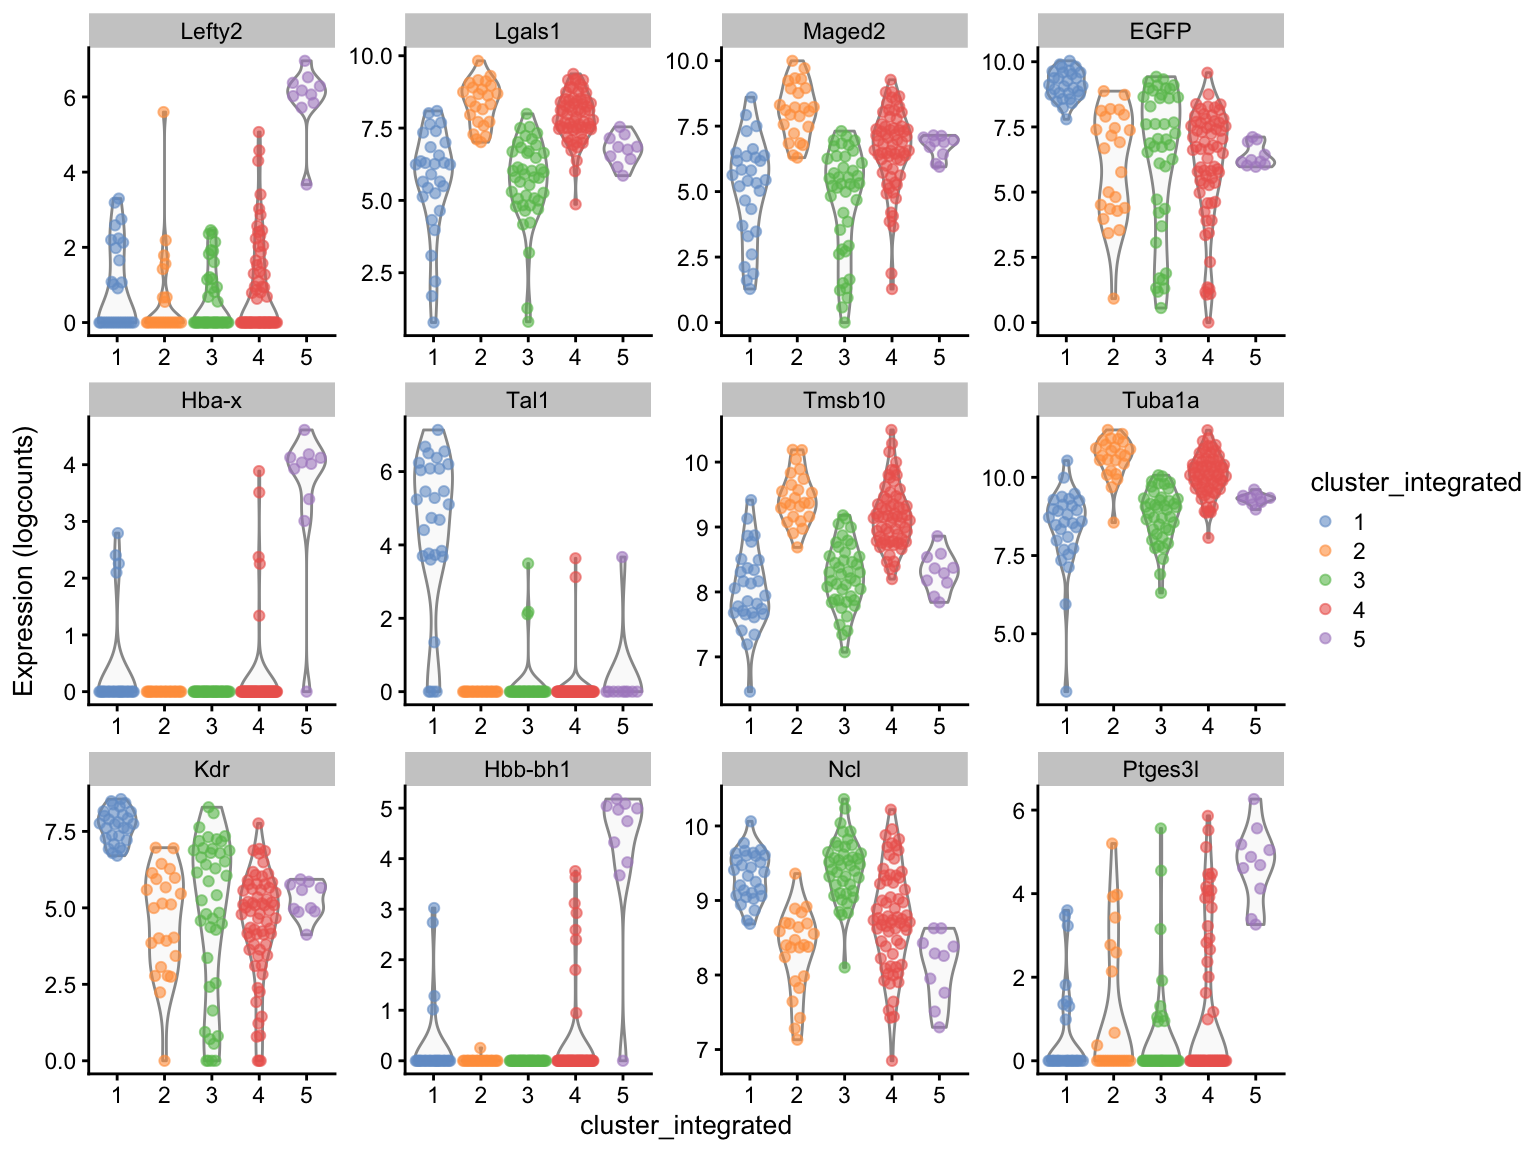 Lefty2 Lgals1 Maged2 EGFP
6 4 2 0
10.0 7.5 5.0 2.5
10.0 7.5 5.0 2.5 0.0
10.0 7.5 5.0 2.5 0.0
1 2 3 4 5 1 2 3 4 5 1 2 3 4 5 1 2 3 4 5
Hba-x Tal1 Tmsb10 Tuba1a
4 3 2 1 0
6 4 2 0
10 9 8 7
10.0 7.5 5.0
1 2 3 4 5 1 2 3 4 5 1 2 3 4 5 1 2 3 4 5
Expression (logcounts)
cluster_integrated
1
2
3
4
5
Kdr Hbb-bh1 Ncl Ptges3l
7.5 5.0 2.5 0.0
5 4 3 2 1 0
10 9 8 7
6 4 2 0
1 2 3 4 5 1 2 3 4 5 1 2 3 4 5 1 2 3 4 5
cluster_integrated